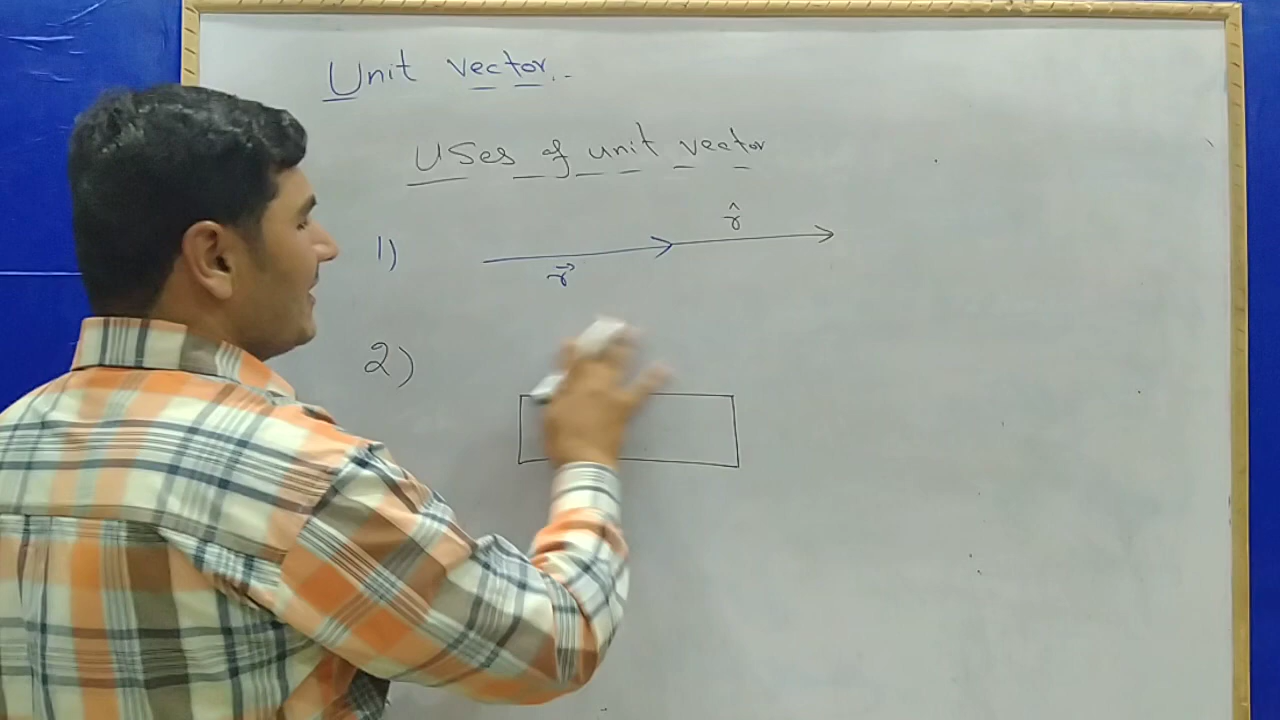 Unit vector..
Uses of unit vector
1)
r̂
r⃗
2)